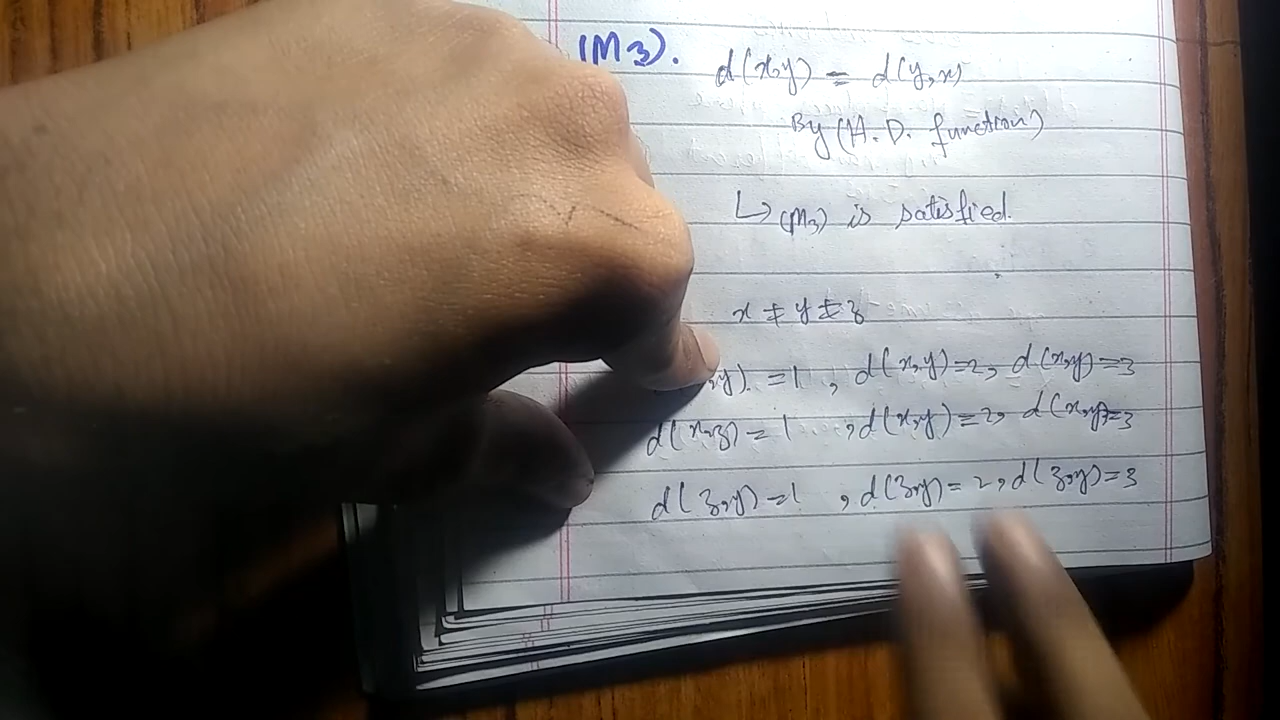 (M3).
d(x,y) = d(y,x)
By (H.D. function)
↳ (M3) is satisfied.
x ≠ y ≠ z
,y) = 1 , d(x,y)=2, d(x,y)=3
d(x,z) = 1 , d(x,y)=2, d(x,y)=3
d(z,y) =1 , d(z,y)= 2, d(z,y)=3